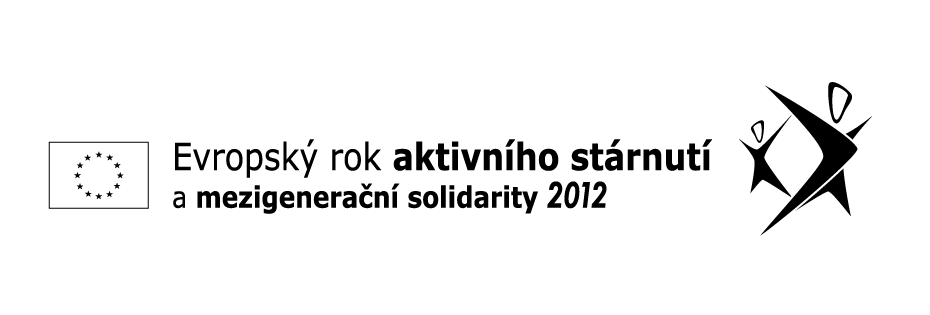 Evropský rok aktivního stárnutí
a mezigenerační solidarity 2012